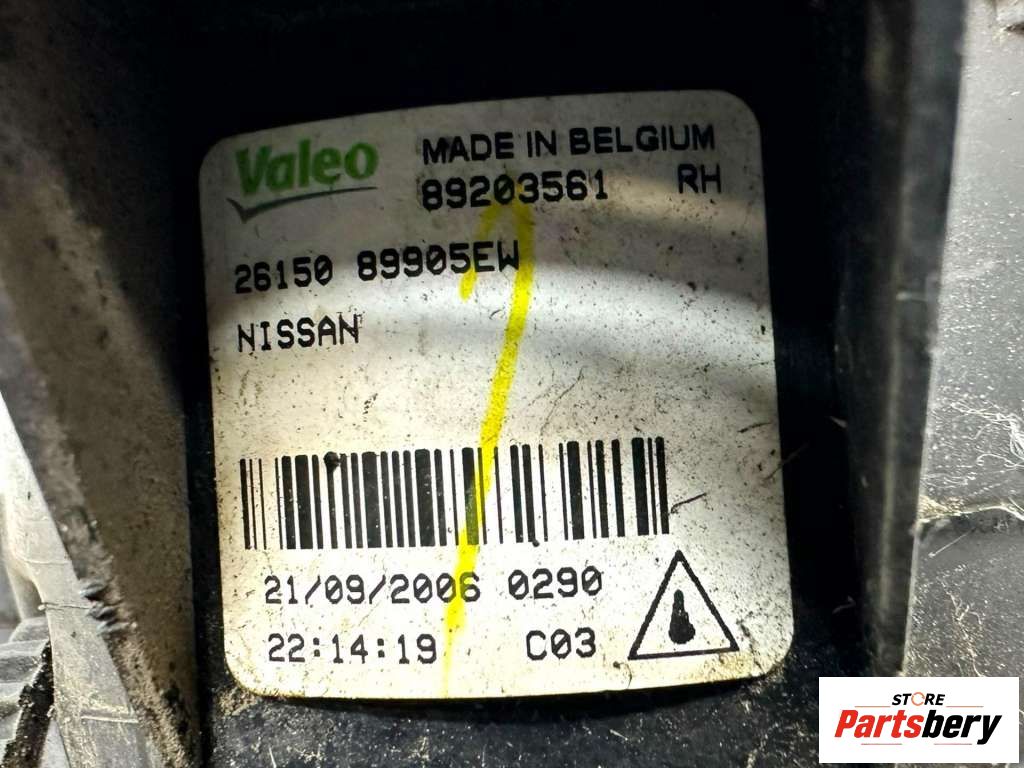 Valeo
MADE IN BELGIUM
89203561 RH
26150 89905EW
NISSAN
21/09/2006 0290
22:14:19 C03
STORE
Partsbery